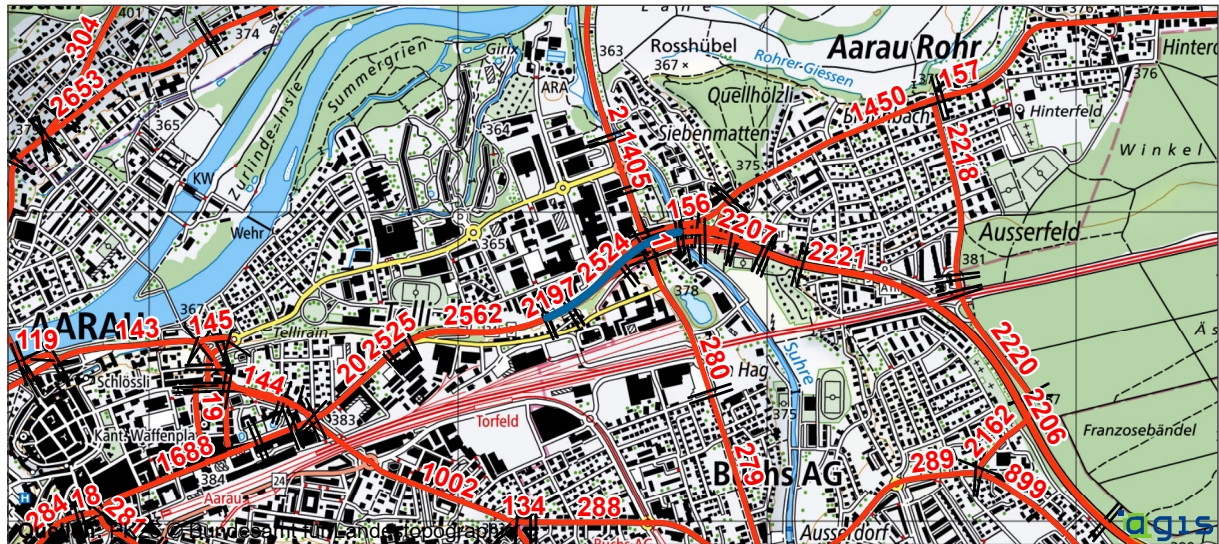 304
2653
374
365
Zurlinde-Insle
Summergrien
Girix
ARA
363
364
Rosshübel
367
Rohrer-Giessen
Aarau Rohr
Quellhölzli
Siebenmatten
375
1450
157
376
Hinterfeld
Winkel
2218
1405
KW
Wehr
365
156
2207
2221
Ausserfeld
381
2524
2197
1
378
367
AARAU
143
145
119
Tellirain
2562
2525
20
Schlössli
144
19
383
280
Hag
Suhre
375
2220
2206
2162
Franzosebändel
Torfeld
1688
384
Aarau
24
1002
134
288
279
Buchs AG
289
899
H
284
18
Ausserdorf
agis